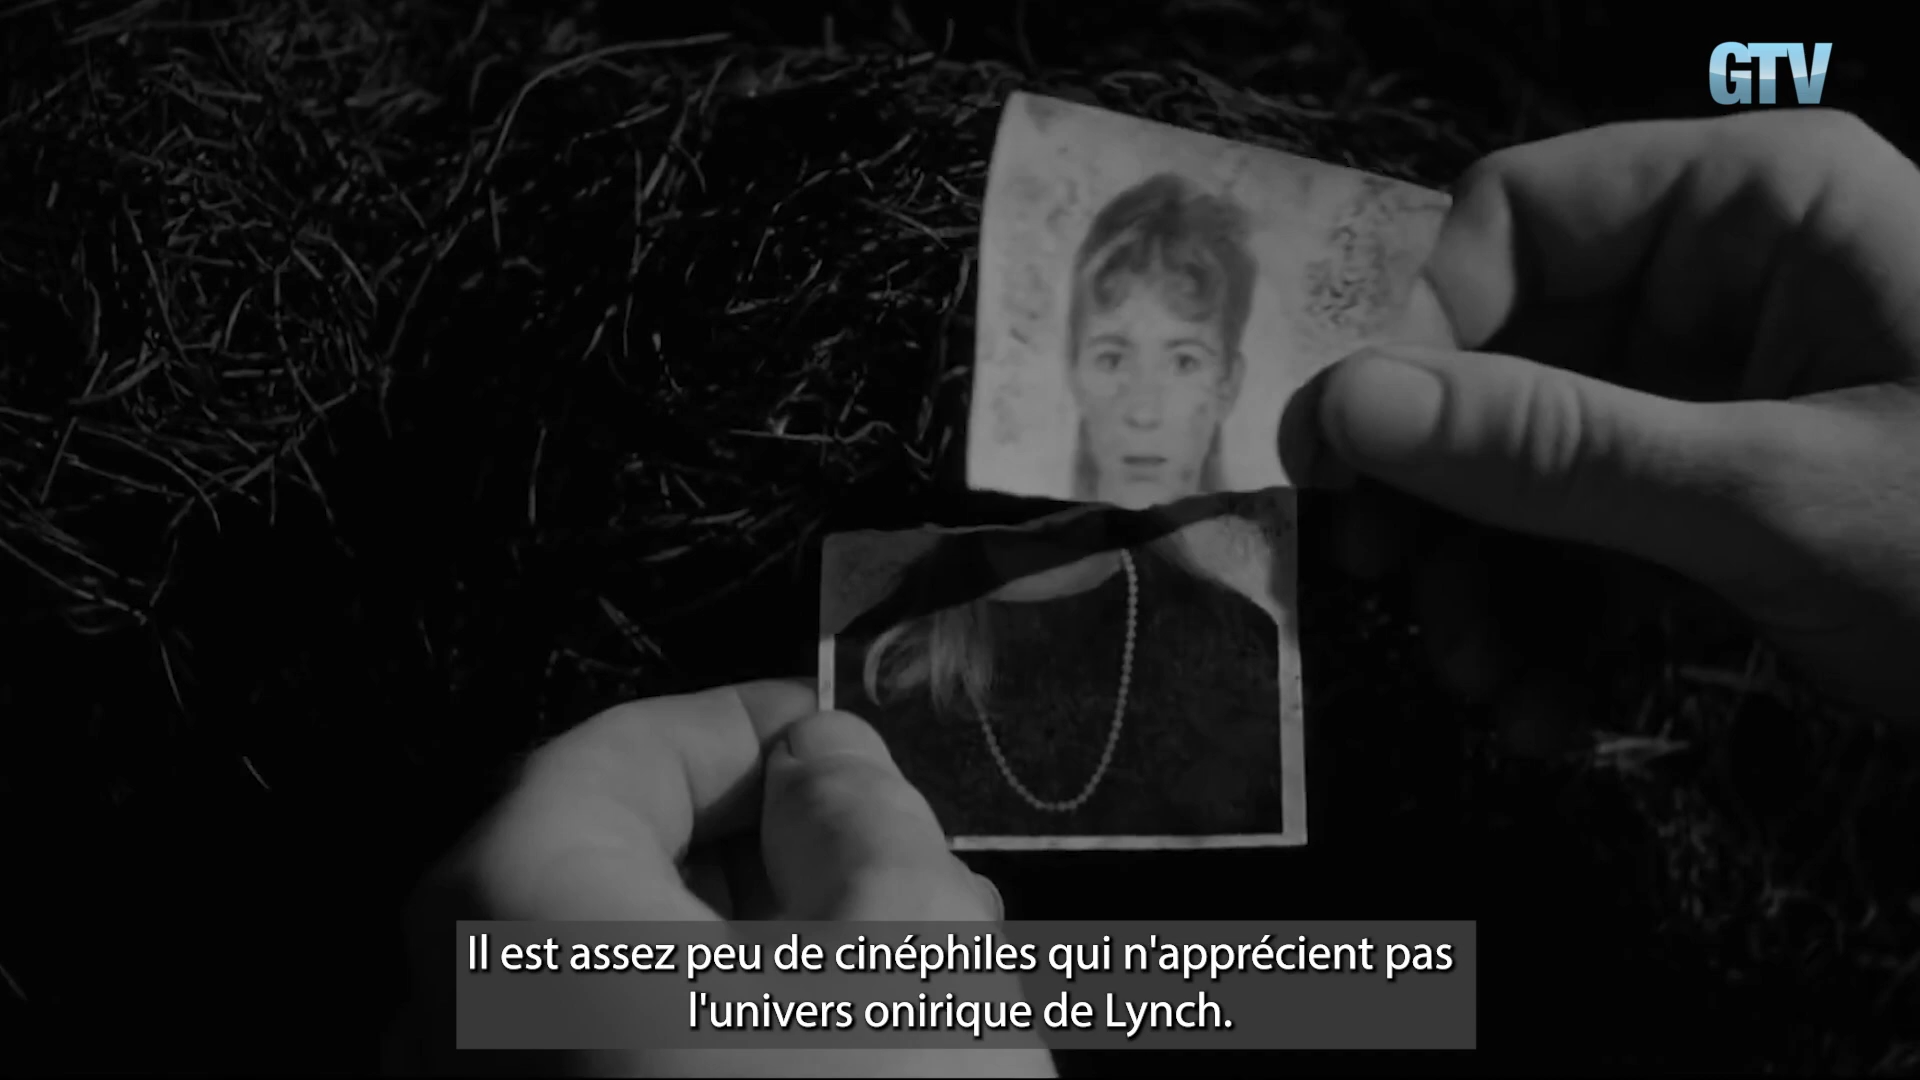 GTV
Il est assez peu de cinéphiles qui n'apprécient pas
l'univers onirique de Lynch.